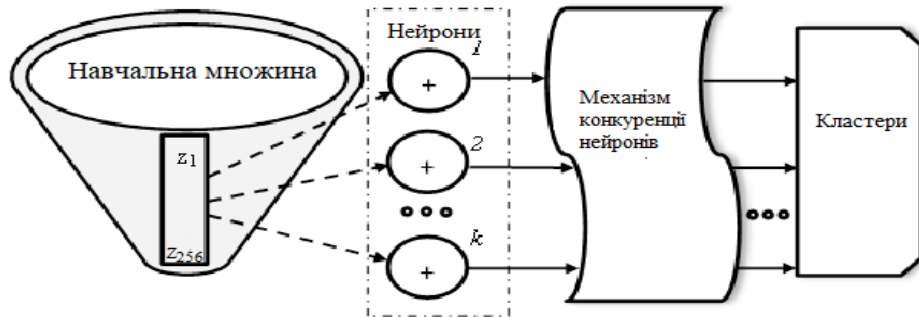 Навчальна множина
z1
z256
Нейрони
1
+
2
+
k
+
Механізм
конкуренції
нейронів
Кластери